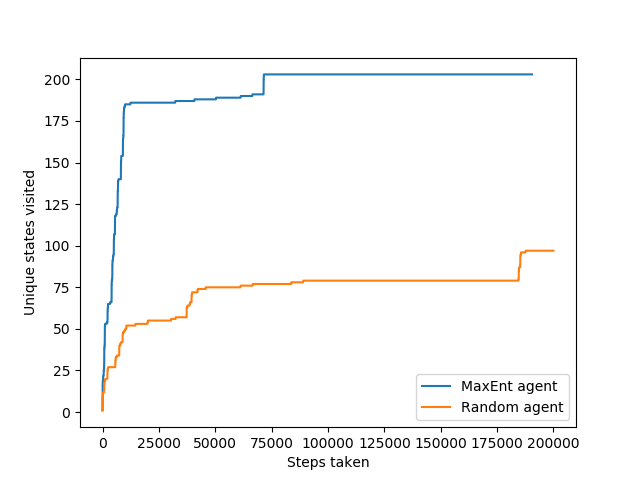 200
175
150
125
100
75
50
25
0
Unique states visited
MaxEnt agent
Random agent
0 25000 50000 75000 100000 125000 150000 175000 200000
Steps taken